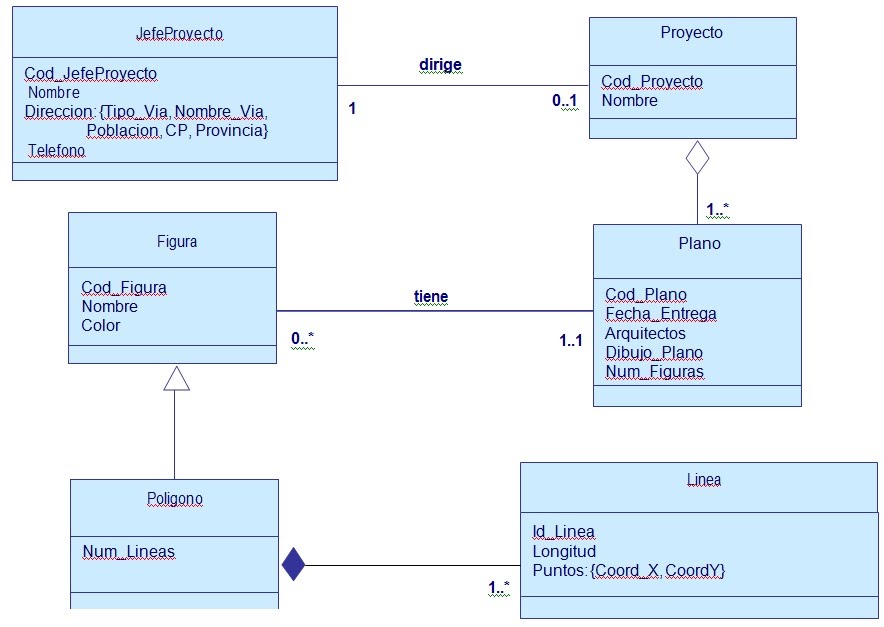 JefeProyecto
Cod_JefeProyecto
Nombre
Direccion: {Tipo_Via, Nombre_Via,
Poblacion, CP, Provincia}
Telefono
dirige
1
0..1
Proyecto
Cod_Proyecto
Nombre
1..*
Figura
Cod_Figura
Nombre
Color
tiene
0..*
1..1
Plano
Cod_Plano
Fecha_Entrega
Arquitectos
Dibujo_Plano
Num_Figuras
Poligono
Num_Lineas
1..*
Linea
Id_Linea
Longitud
Puntos: {Coord_X, CoordY}